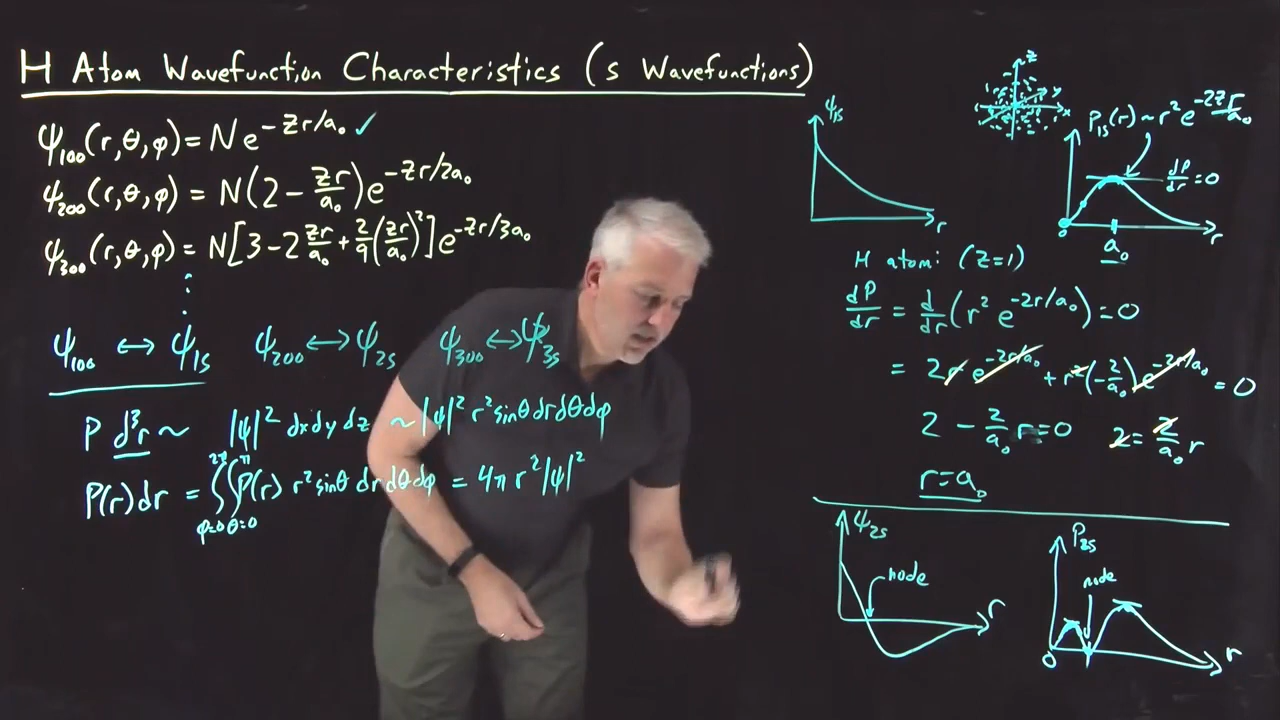 H Atom Wavefunction Characteristics (s Wavefunctions)
ψ₁₀₀(r,θ,φ) = N e^(-Zr/a₀) ✓
ψ₂₀₀(r,θ,φ) = N(2 - Zr/a₀)e^(-Zr/2a₀)
ψ₃₀₀(r,θ,φ) = N[3 - 2 Zr/a₀ + 2/9 (Zr/a₀)²]e^(-Zr/3a₀)
⋮
ψ₁₀₀ ↔ ψ₁s ψ₂₀₀ ↔ ψ₂s ψ₃₀₀ ↔ ψ₃s
P d³r ~ |ψ|² dx dy dz ~ |ψ|² r² sinθ dr dθ dφ
P(r)dr = ∫∫P(r) r² sinθ dr dθ dφ = 4π r²|ψ|²
2π π
φ=0 θ=0
z
y
x
ψ₁s
r
P₁s(r) ~ r² e^(-2Zr/a₀)
dP/dr = 0
0
a₀
r
H atom: (Z=1)
dP/dr = d/dr (r² e^(-2r/a₀)) = 0
= 2r e^(-2r/a₀) + r²(-2/a₀) e^(-2r/a₀) = 0
2 - 2/a₀ r = 0 2 = 2/a₀ r
r = a₀
ψ₂s
node
r
P₂s
node
0
r